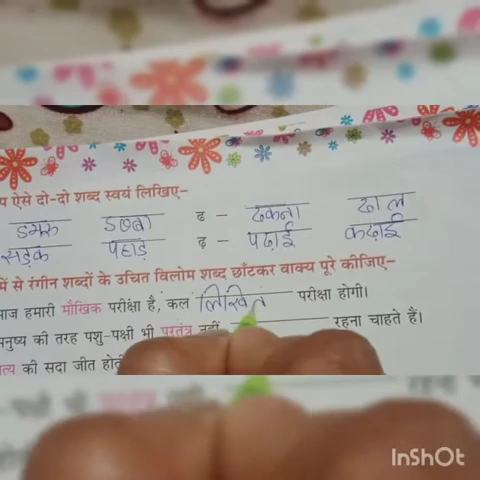 प ऐसे दो-दो शब्द स्वयं लिखिए-
डमरू डब्बा ढ - ढकना ढाल
सड़क पहाड़ ढ़ - पढ़ाई कढ़ाई
में से रंगीन शब्दों के उचित विलोम शब्द छाँटकर वाक्य पूरे कीजिए-
आज हमारी मौखिक परीक्षा है, कल लिखित परीक्षा होगी।
मनुष्य की तरह पशु-पक्षी भी परतंत्र नहीं रहना चाहते हैं।
सत्य की सदा जीत होती
InShOt